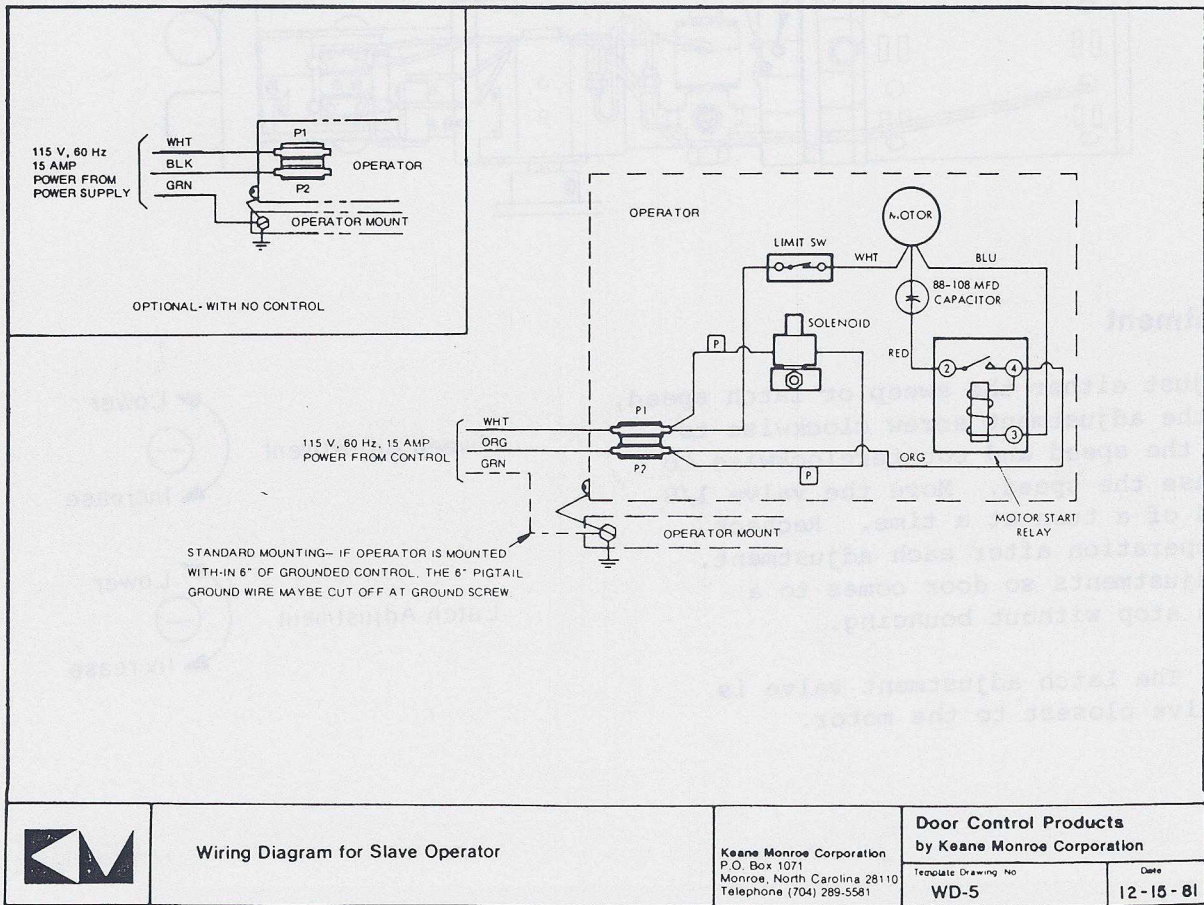 115 V, 60 Hz
15 AMP
POWER FROM
POWER SUPPLY
WHT
BLK
GRN
P1
P2
OPERATOR
OPERATOR MOUNT
OPTIONAL- WITH NO CONTROL
OPERATOR
MOTOR
LIMIT SW
WHT
BLU
88-108 MFD
CAPACITOR
SOLENOID
P
RED
2
4
3
P1
P2
WHT
ORG
GRN
115 V, 60 Hz, 15 AMP
POWER FROM CONTROL
ORG
P
MOTOR START
RELAY
OPERATOR MOUNT
STANDARD MOUNTING- IF OPERATOR IS MOUNTED
WITH-IN 6" OF GROUNDED CONTROL, THE 6" PIGTAIL
GROUND WIRE MAYBE CUT OFF AT GROUND SCREW.
KM
Wiring Diagram for Slave Operator
Keane Monroe Corporation
P.O. Box 1071
Monroe, North Carolina 28110
Telephone (704) 289-5581
Door Control Products
by Keane Monroe Corporation
Template Drawing No
WD-5
Date
12-15-81